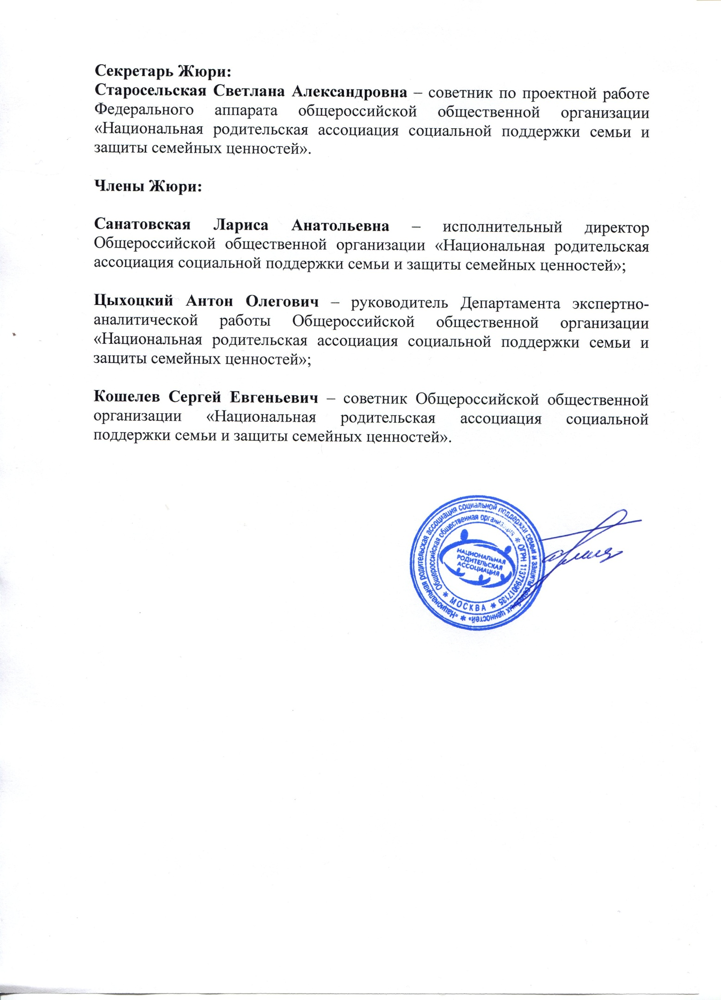 Секретарь Жюри:
Старосельская Светлана Александровна – советник по проектной работе
Федерального аппарата общероссийской общественной организации
«Национальная родительская ассоциация социальной поддержки семьи и
защиты семейных ценностей».
Члены Жюри:
Санатовская Лариса Анатольевна – исполнительный директор
Общероссийской общественной организации «Национальная родительская
ассоциация социальной поддержки семьи и защиты семейных ценностей»;
Цыхоцкий Антон Олегович – руководитель Департамента экспертно-
аналитической работы Общероссийской общественной организации
«Национальная родительская ассоциация социальной поддержки семьи и
защиты семейных ценностей»;
Кошелев Сергей Евгеньевич – советник Общероссийской общественной
организации «Национальная родительская ассоциация социальной
поддержки семьи и защиты семейных ценностей».
«Национальная родительская ассоциация социальной поддержки семьи и защиты семейных ценностей» *
Общероссийская общественная организация * ОГРН 1137799017135 * МОСКВА *
НАЦИОНАЛЬНАЯ
РОДИТЕЛЬСКАЯ
АССОЦИАЦИЯ